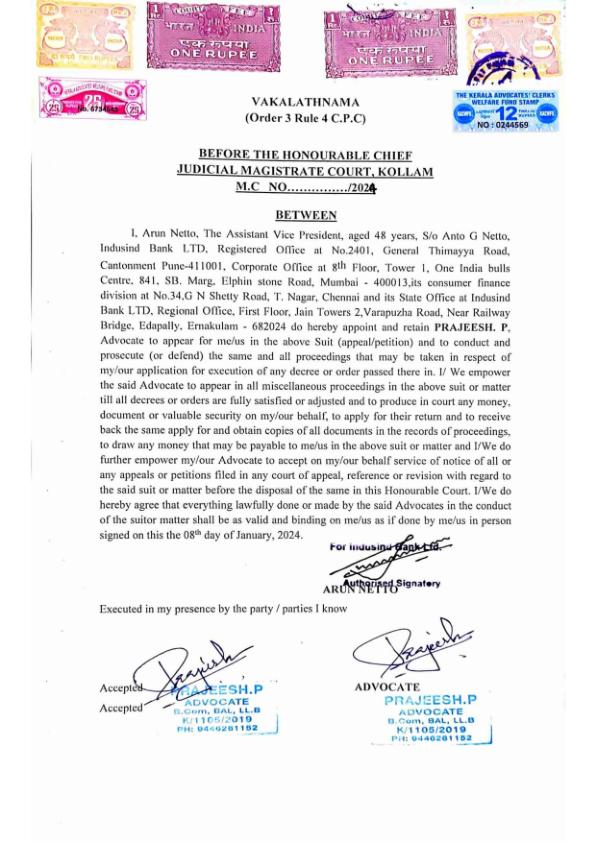 भारत INDIA
एक रुपया ONE RUPEE
भारत INDIA
एक रुपया ONE RUPEE
KERALA ADVOCATES WELFARE FUND STAMP
25 25 25
THE KERALA ADVOCATES' CLERKS
WELFARE FUND STAMP
12
NO : 0244569
VAKALATHNAMA
(Order 3 Rule 4 C.P.C)
BEFORE THE HONOURABLE CHIEF
JUDICIAL MAGISTRATE COURT, KOLLAM
M.C NO……………/2024
BETWEEN
I, Arun Netto, The Assistant Vice President, aged 48 years, S/o Anto G Netto,
Indusind Bank LTD, Registered Office at No.2401, General Thimayya Road,
Cantonment Pune-411001, Corporate Office at 8th Floor, Tower 1, One India bulls
Centre, 841, SB. Marg, Elphin stone Road, Mumbai - 400013,its consumer finance
division at No.34,G N Shetty Road, T. Nagar, Chennai and its State Office at Indusind
Bank LTD, Regional Office, First Floor, Jain Towers 2,Varapuzha Road, Near Railway
Bridge, Edapally, Ernakulam - 682024 do hereby appoint and retain PRAJEESH. P,
Advocate to appear for me/us in the above Suit (appeal/petition) and to conduct and
prosecute (or defend) the same and all proceedings that may be taken in respect of
my/our application for execution of any decree or order passed there in. I/ We empower
the said Advocate to appear in all miscellaneous proceedings in the above suit or matter
till all decrees or orders are fully satisfied or adjusted and to produce in court any money,
document or valuable security on my/our behalf, to apply for their return and to receive
back the same apply for and obtain copies of all documents in the records of proceedings,
to draw any money that may be payable to me/us in the above suit or matter and I/We do
further empower my/our Advocate to accept on my/our behalf service of notice of all or
any appeals or petitions filed in any court of appeal, reference or revision with regard to
the said suit or matter before the disposal of the same in this Honourable Court. I/We do
hereby agree that everything lawfully done or made by the said Advocates in the conduct
of the suitor matter shall be as valid and binding on me/us as if done by me/us in person
signed on this the 08th day of January, 2024.
For Indusind Bank Ltd.
Authorised Signatory
ARUN NETTO
Executed in my presence by the party / parties I know
Prajeesh
Prajeesh
Accepted
ADVOCATE
Accepted
PRAJEESH.P
ADVOCATE
B.Com, BAL, LL.B
K/1105/2019
PH: 9446261152
PRAJEESH.P
ADVOCATE
B.Com, BAL, LL.B
K/1105/2019
PH: 9446261152